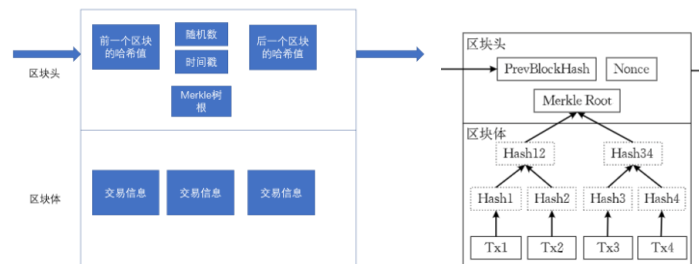 前一个区块
的哈希值
随机数
时间戳
后一个区块
的哈希值
区块头
Merkle树
根
区块体
交易信息
交易信息
交易信息
区块头
PrevBlockHash
Nonce
Merkle Root
区块体
Hash12
Hash34
Hash1
Hash2
Hash3
Hash4
Tx1
Tx2
Tx3
Tx4